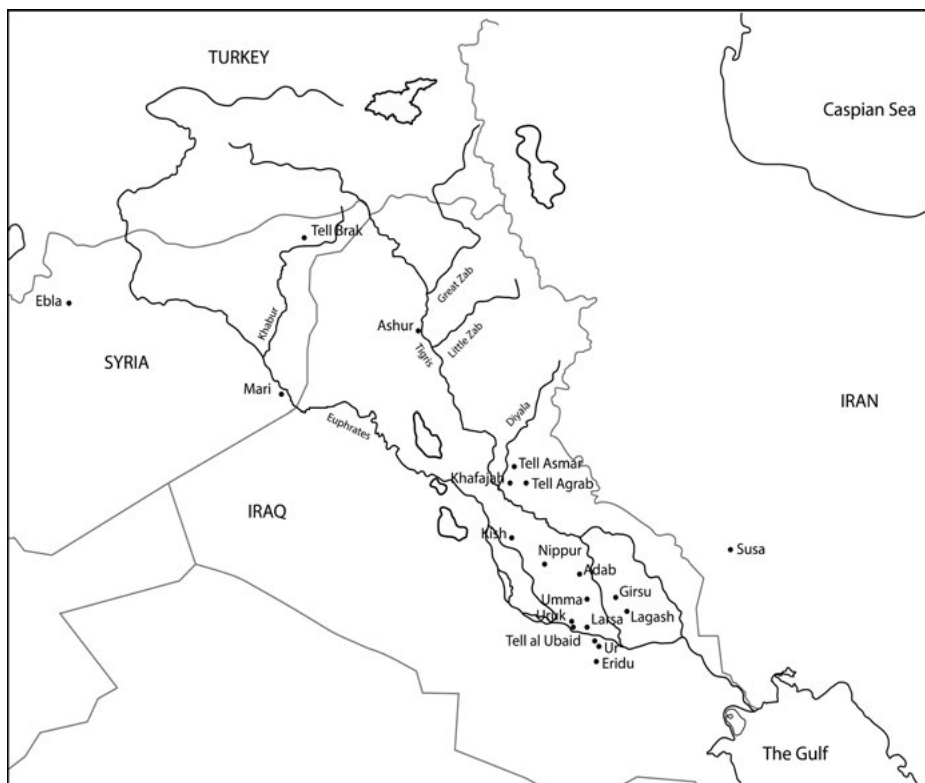 TURKEY
Caspian Sea
Tell Brak
Great Zab
Ebla
Khabur
Ashur
Little Zab
Tigris
SYRIA
Mari
IRAN
Diyala
Euphrates
Tell Asmar
Khafajah
Tell Agrab
IRAQ
Kish
Susa
Nippur
Adab
Girsu
Umma
Lagash
Uruk
Larsa
Tell al Ubaid
Ur
Eridu
The Gulf